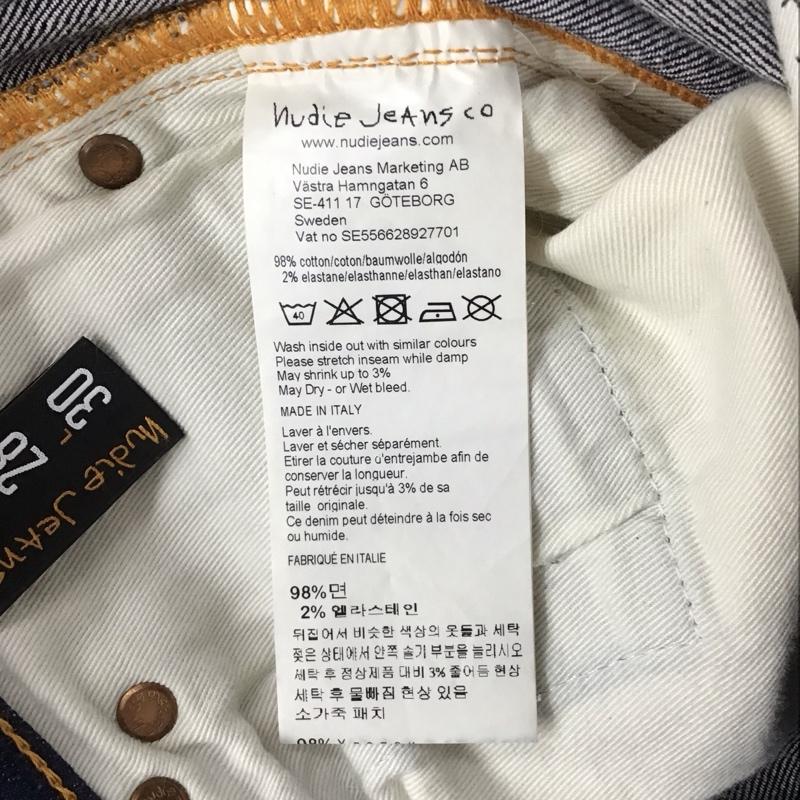 Nudie Jeans co
www.nudiejeans.com
Nudie Jeans Marketing AB
Västra Hamngatan 6
SE-411 17 GÖTEBORG
Sweden
Vat no SE556628927701
98% cotton/coton/baumwolle/algodón
2% elastane/elasthanne/elasthan/elastano
40
Wash inside out with similar colours
Please stretch inseam while damp
May shrink up to 3%
May Dry - or Wet bleed.
MADE IN ITALY
Laver à l'envers.
Laver et sécher séparément.
Etirer la couture d'entrejambe afin de
conserver la longueur.
Peut rétrécir jusqu'à 3% de sa
taille originale.
Ce denim peut déteindre à la fois sec
ou humide.
FABRIQUÉ EN ITALIE
98%면
2% 엘라스테인
뒤집어서 비슷한 색상의 옷들과 세탁
젖은 상태에서 안쪽 솔기 부분을 늘리시오
세탁 후 정상제품 대비 3% 줄어듬 현상
세탁 후 물빠짐 현상 있음
소가죽 패치
98%
30"
28
Nudie Jeans